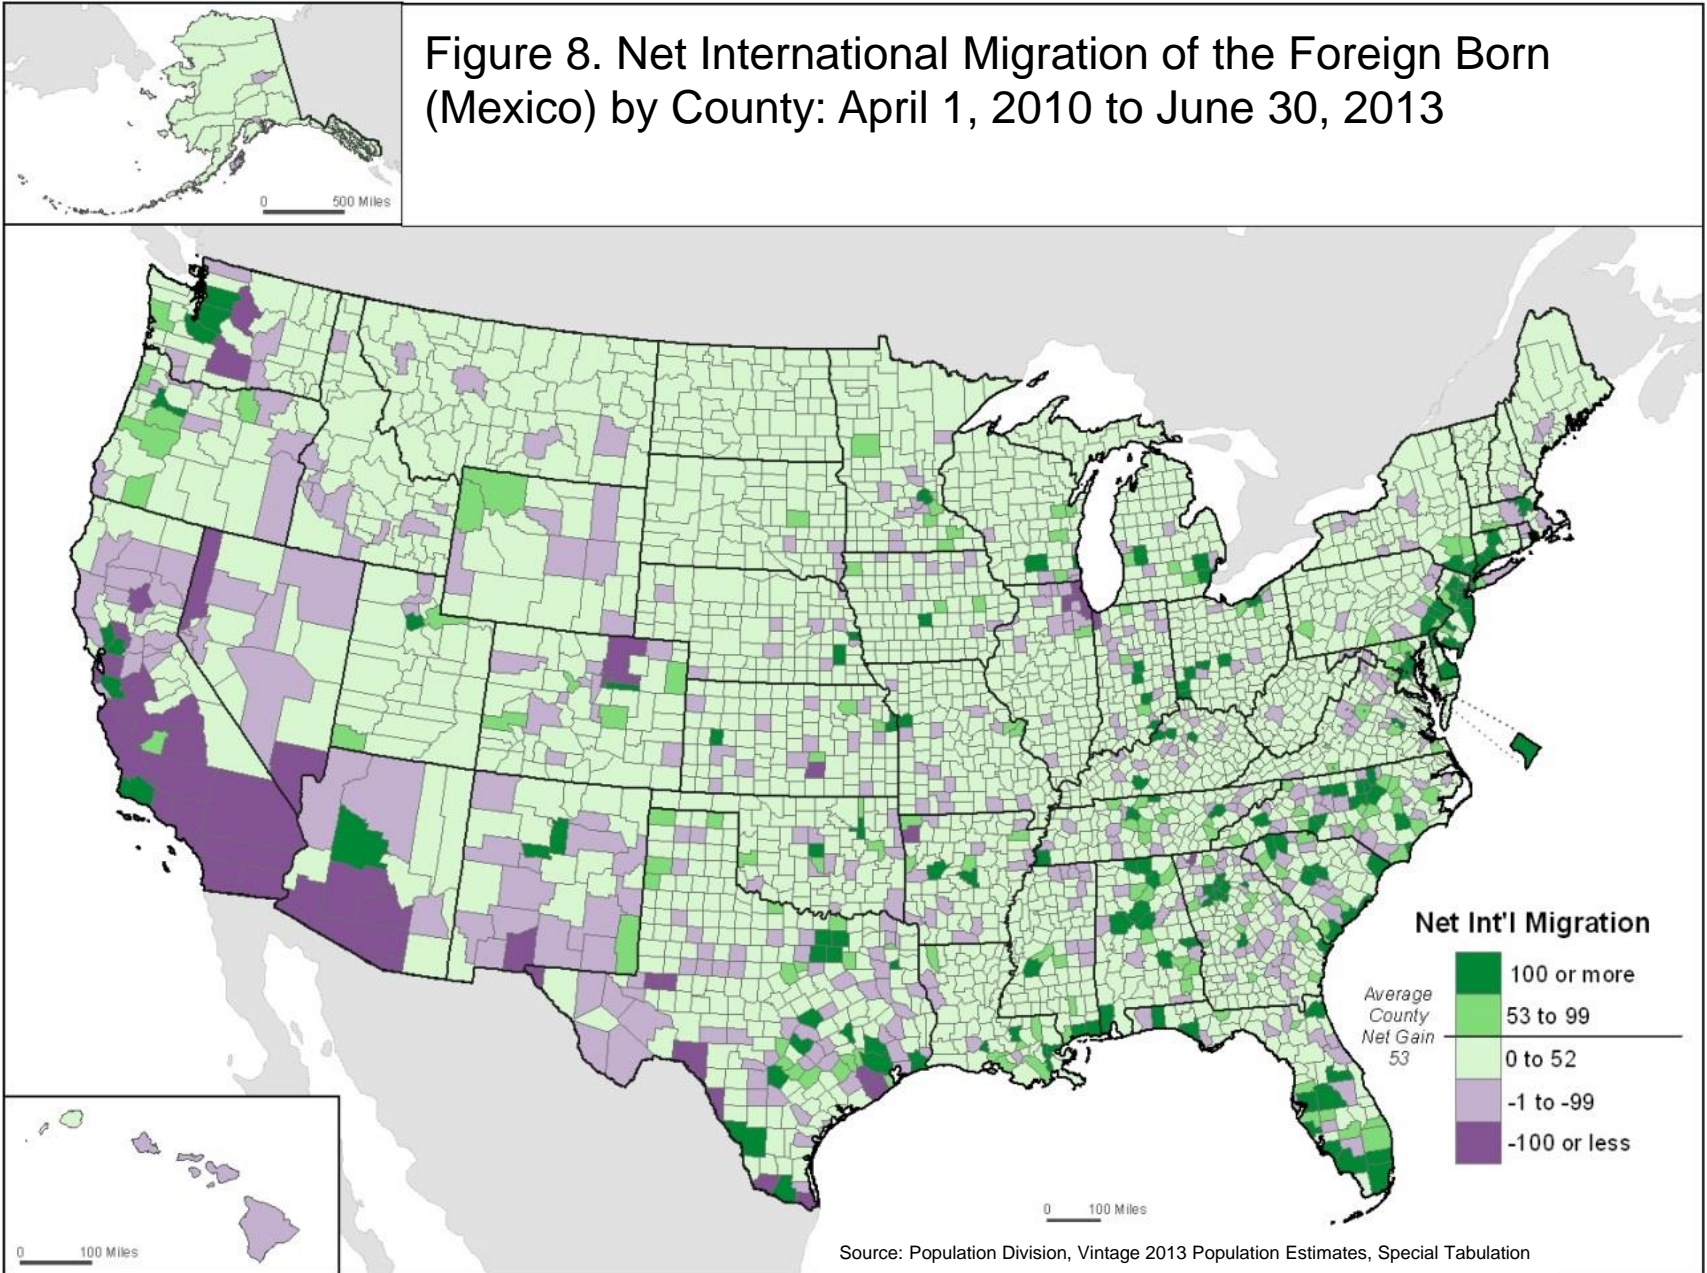 Figure 8. Net International Migration of the Foreign Born
(Mexico) by County: April 1, 2010 to June 30, 2013
0 500 Miles
Net Int'l Migration
100 or more
53 to 99
0 to 52
-1 to -99
-100 or less
Average
County
Net Gain
53
0 100 Miles
0 100 Miles
Source: Population Division, Vintage 2013 Population Estimates, Special Tabulation